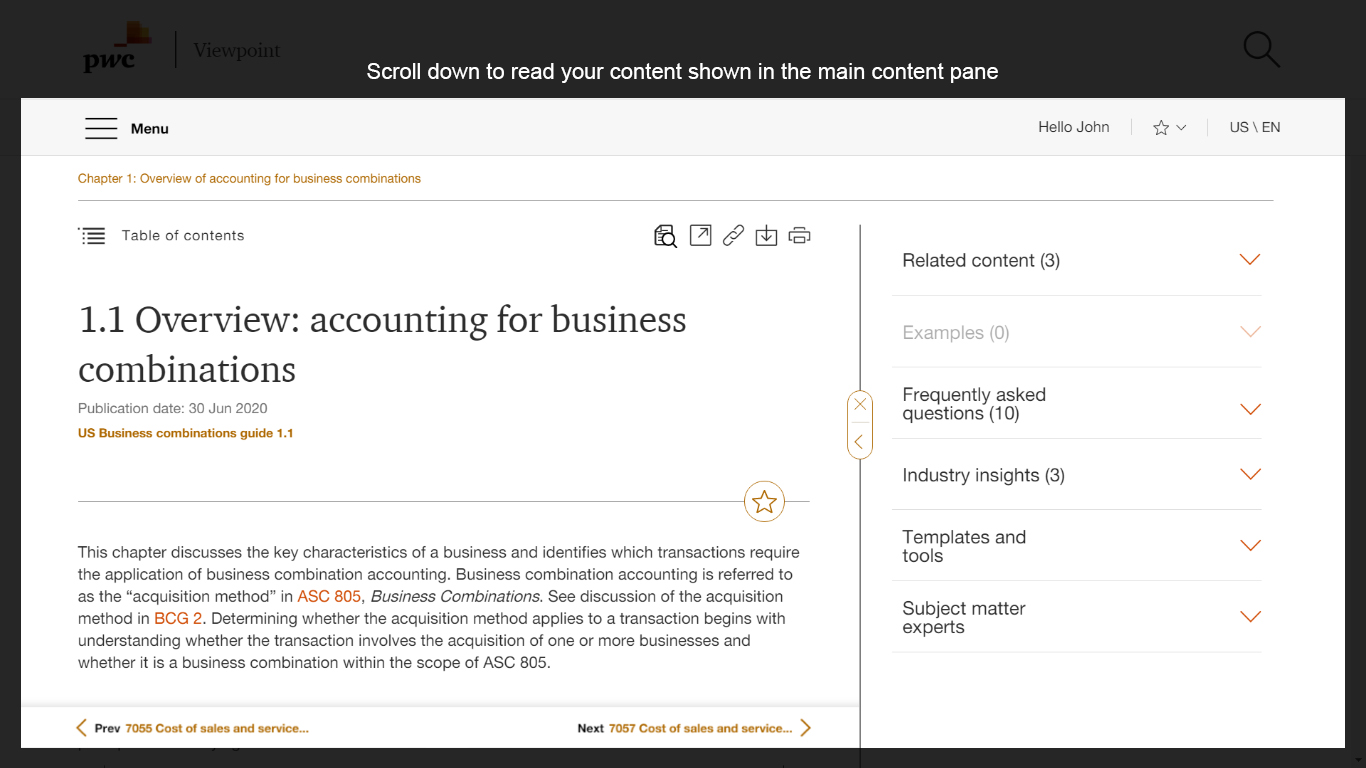 pwc
Viewpoint
Scroll down to read your content shown in the main content pane
Menu
Hello John
US \ EN
Chapter 1: Overview of accounting for business combinations
Table of contents
1.1 Overview: accounting for business
combinations
Publication date: 30 Jun 2020
US Business combinations guide 1.1
This chapter discusses the key characteristics of a business and identifies which transactions require
the application of business combination accounting. Business combination accounting is referred to
as the “acquisition method” in ASC 805, Business Combinations. See discussion of the acquisition
method in BCG 2. Determining whether the acquisition method applies to a transaction begins with
understanding whether the transaction involves the acquisition of one or more businesses and
whether it is a business combination within the scope of ASC 805.
Prev 7055 Cost of sales and service...
Next 7057 Cost of sales and service...
Related content (3)
Examples (0)
Frequently asked
questions (10)
Industry insights (3)
Templates and
tools
Subject matter
experts